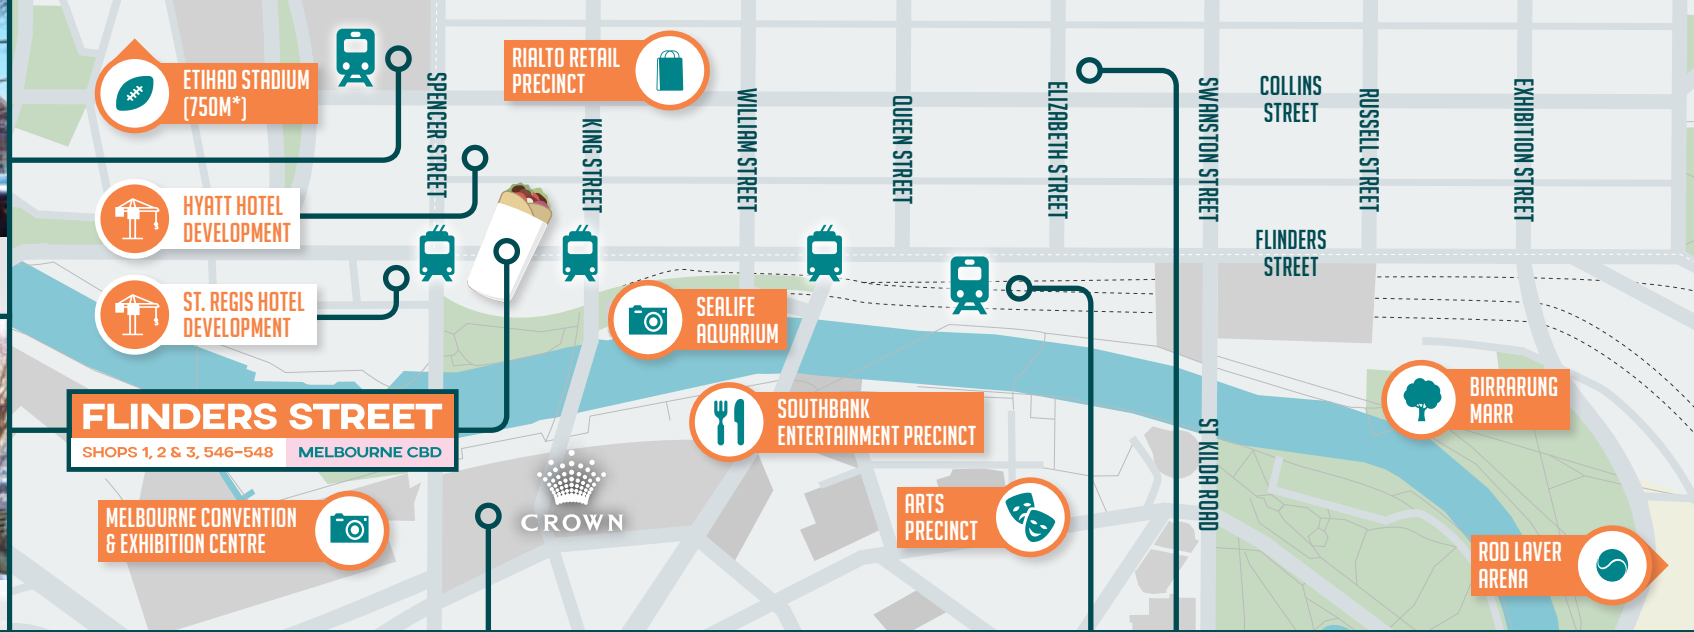 ETIHAD STADIUM
(750M*)
RIALTO RETAIL
PRECINCT
SPENCER STREET
KING STREET
WILLIAM STREET
QUEEN STREET
ELIZABETH STREET
SWANSTON STREET
COLLINS
STREET
RUSSELL STREET
EXHIBITION STREET
HYATT HOTEL
DEVELOPMENT
FLINDERS
STREET
ST. REGIS HOTEL
DEVELOPMENT
SEALIFE
AQUARIUM
FLINDERS STREET
SHOPS 1, 2 & 3, 546–548
MELBOURNE CBD
SOUTHBANK
ENTERTAINMENT PRECINCT
BIRRARUNG
MARR
ST KILDA ROAD
MELBOURNE CONVENTION
& EXHIBITION CENTRE
CROWN
ARTS
PRECINCT
ROD LAVER
ARENA